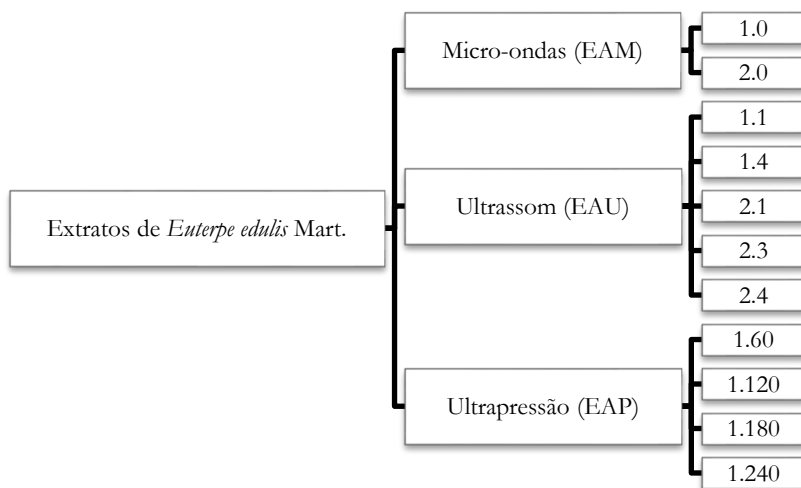 Extratos de Euterpe edulis Mart.
Micro-ondas (EAM)
1.0
2.0
Ultrassom (EAU)
1.1
1.4
2.1
2.3
2.4
Ultrapressão (EAP)
1.60
1.120
1.180
1.240